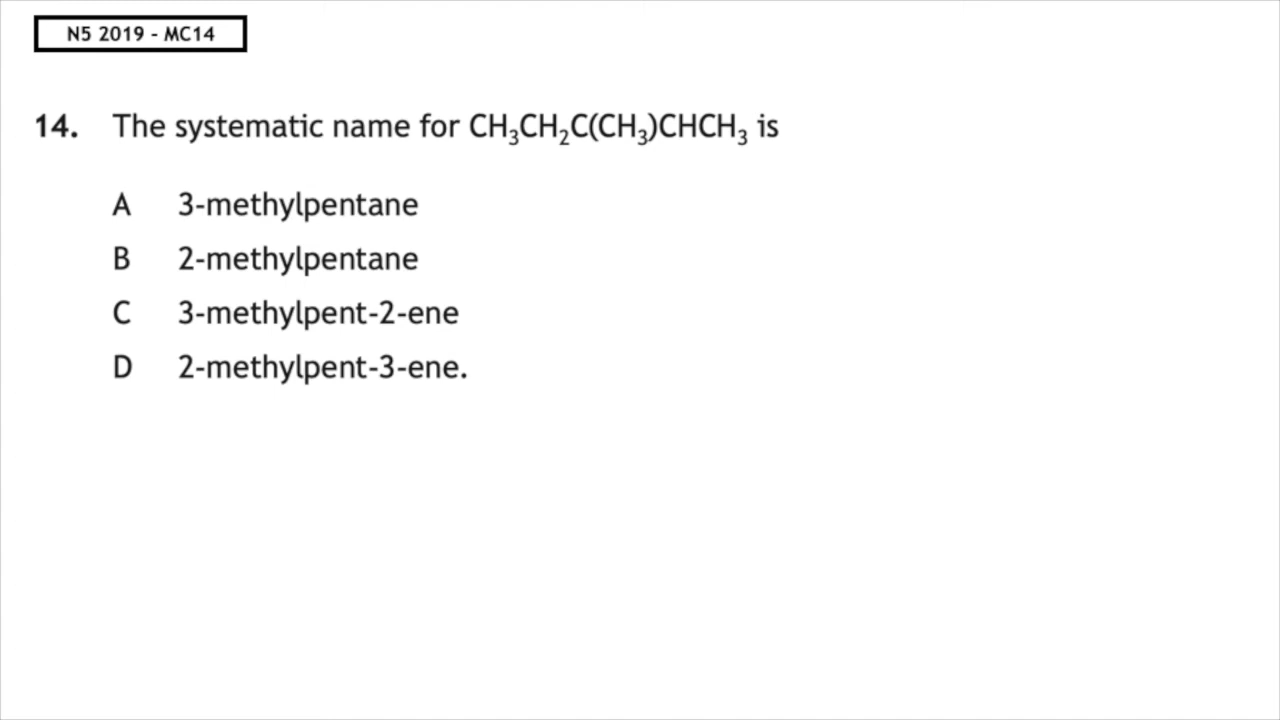 N5 2019 - MC14
14. The systematic name for CH₃CH₂C(CH₃)CHCH₃ is
A 3-methylpentane
B 2-methylpentane
C 3-methylpent-2-ene
D 2-methylpent-3-ene.